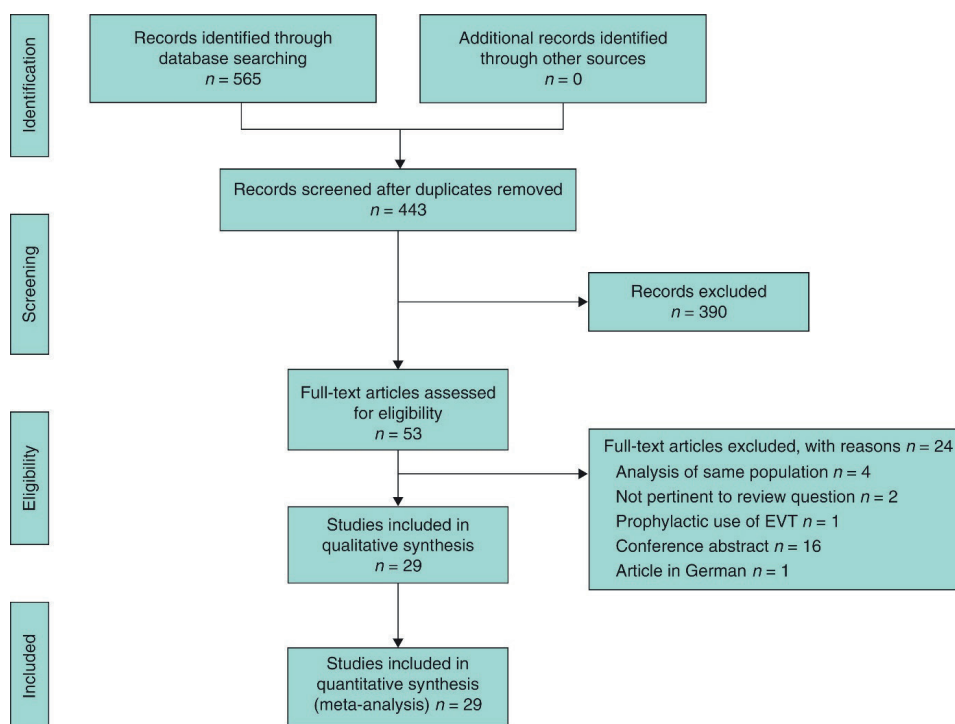 Identification
Records identified through
database searching
n = 565
Additional records identified
through other sources
n = 0
Records screened after duplicates removed
n = 443
Screening
Records excluded
n = 390
Full-text articles assessed
for eligibility
n = 53
Eligibility
Full-text articles excluded, with reasons n = 24
Analysis of same population n = 4
Not pertinent to review question n = 2
Prophylactic use of EVT n = 1
Conference abstract n = 16
Article in German n = 1
Studies included in
qualitative synthesis
n = 29
Included
Studies included in
quantitative synthesis
(meta-analysis) n = 29